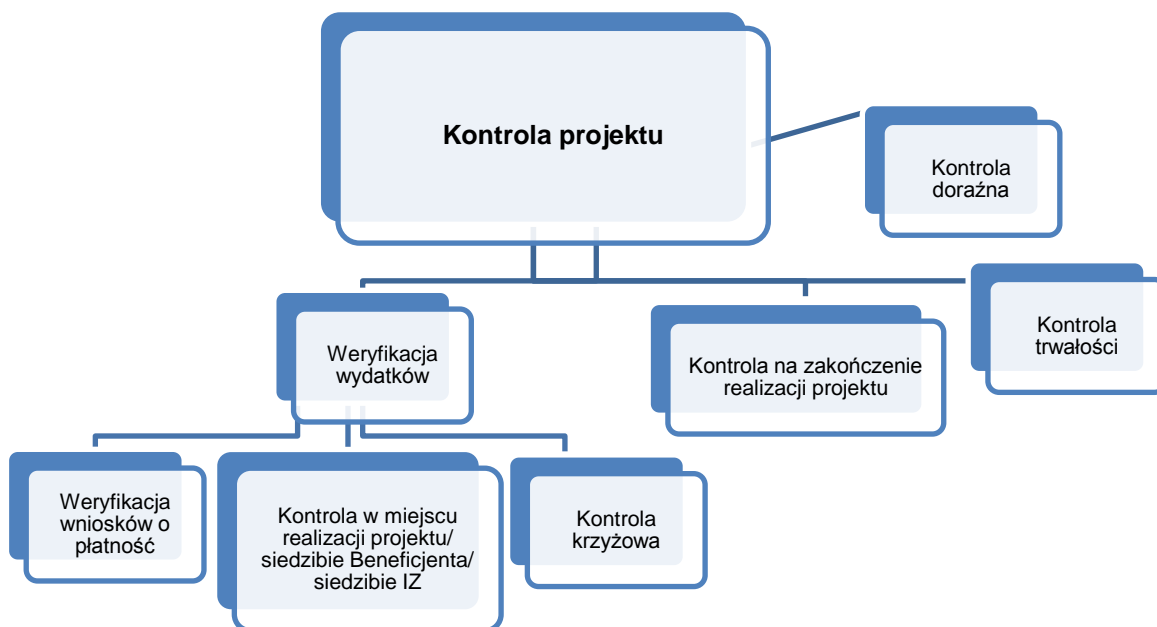 Kontrola projektu
Kontrola
doraźna
Weryfikacja
wydatków
Kontrola na zakończenie
realizacji projektu
Kontrola
trwałości
Weryfikacja
wniosków o
płatność
Kontrola w miejscu
realizacji projektu/
siedzibie Beneficjenta/
siedzibie IZ
Kontrola
krzyżowa